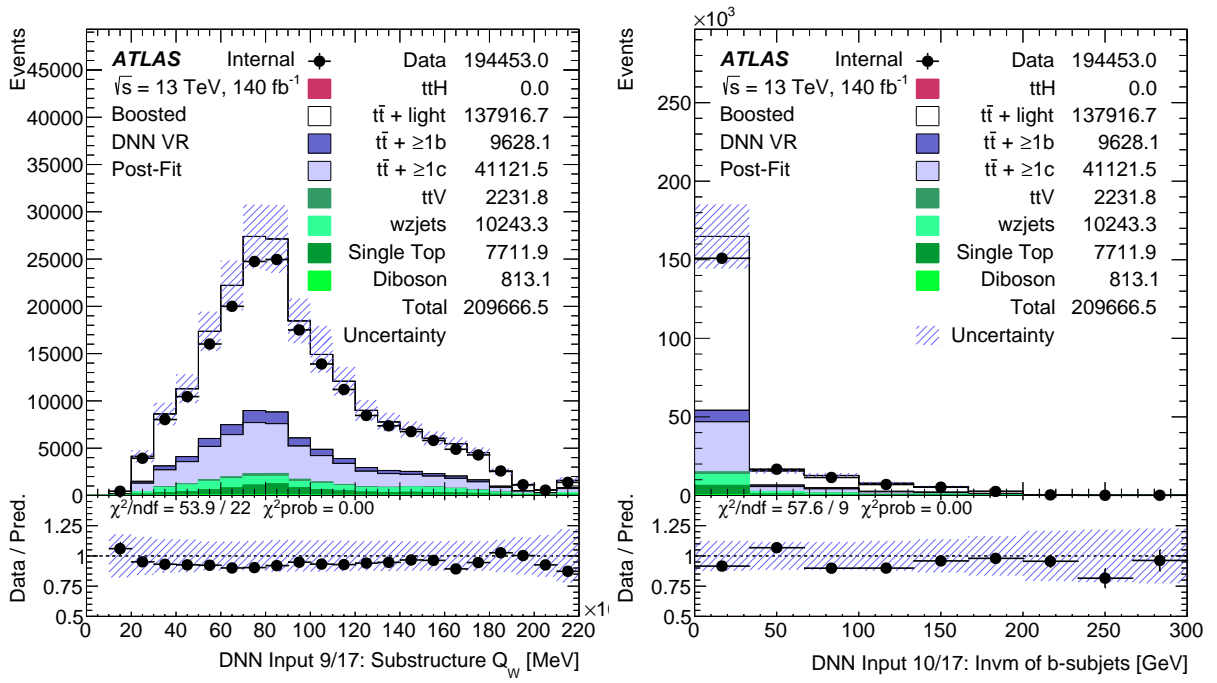 Events
45000
40000
35000
30000
25000
20000
15000
10000
5000
0
ATLAS Internal
√s = 13 TeV, 140 fb-1
Boosted
DNN VR
Post-Fit
Data 194453.0
ttH 0.0
tt̄ + light 137916.7
tt̄ + ≥1b 9628.1
tt̄ + ≥1c 41121.5
ttV 2231.8
wzjets 10243.3
Single Top 7711.9
Diboson 813.1
Total 209666.5
Uncertainty
χ2/ndf = 53.9 / 22 χ2prob = 0.00
Data / Pred.
1.25
1
0.75
0.5
0 20 40 60 80 100 120 140 160 180 200 220
DNN Input 9/17: Substructure QW [MeV]
×103
Events
250
200
150
100
50
0
ATLAS Internal
√s = 13 TeV, 140 fb-1
Boosted
DNN VR
Post-Fit
Data 194453.0
ttH 0.0
tt̄ + light 137916.7
tt̄ + ≥1b 9628.1
tt̄ + ≥1c 41121.5
ttV 2231.8
wzjets 10243.3
Single Top 7711.9
Diboson 813.1
Total 209666.5
Uncertainty
χ2/ndf = 57.6 / 9 χ2prob = 0.00
Data / Pred.
1.25
1
0.75
0.5
0 50 100 150 200 250 300
DNN Input 10/17: Invm of b-subjets [GeV]